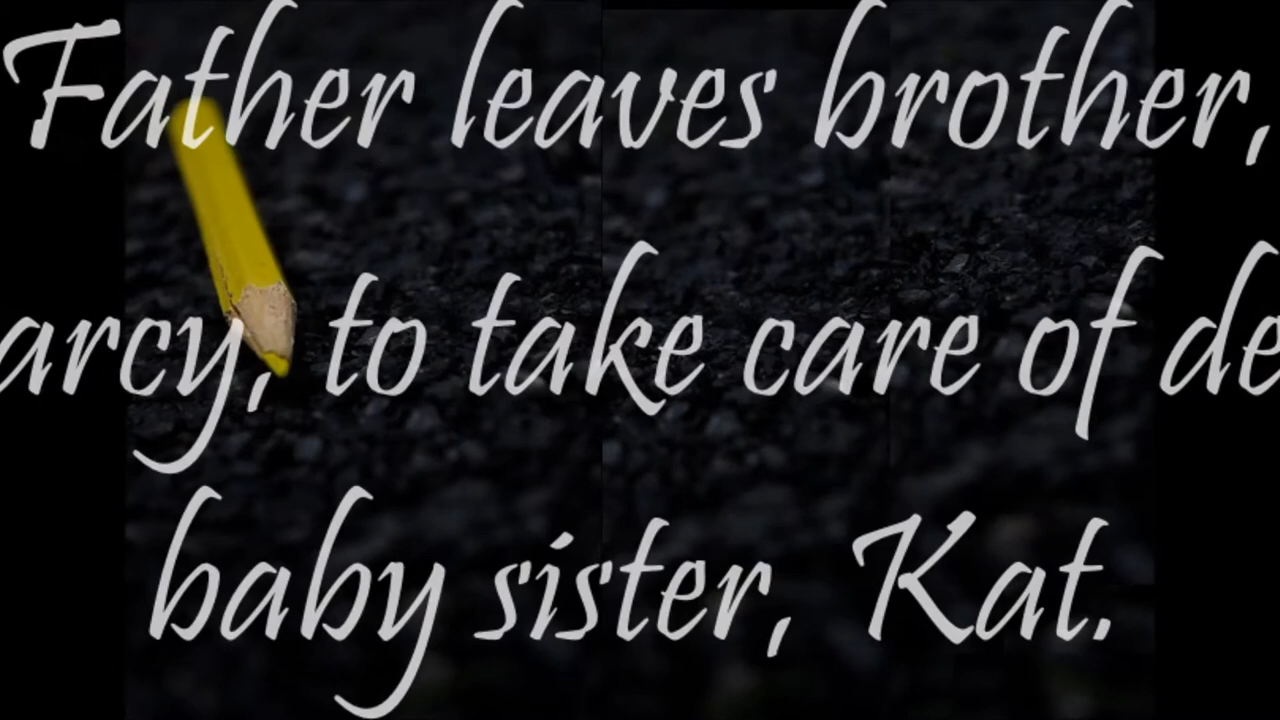 Father leaves brother,
arcy, to take care of de
baby sister, Kat.